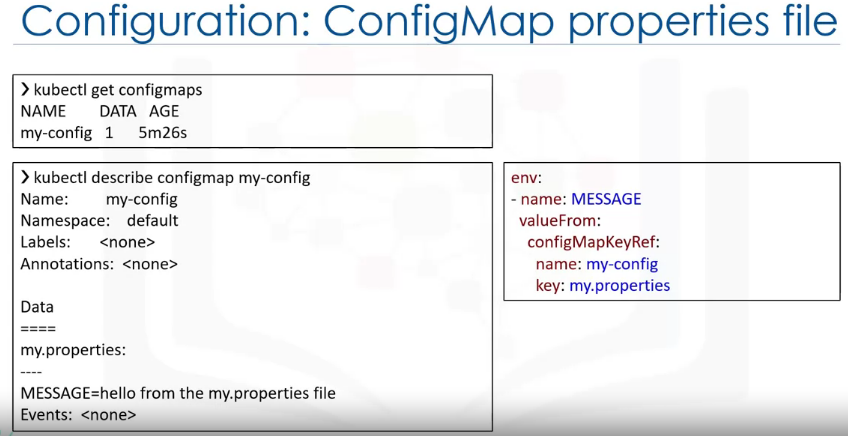 Configuration: ConfigMap properties file
❯ kubectl get configmaps
NAME DATA AGE
my-config 1 5m26s
❯ kubectl describe configmap my-config
Name: my-config
Namespace: default
Labels: <none>
Annotations: <none>
Data
====
my.properties:
----
MESSAGE=hello from the my.properties file
Events: <none>
env:
- name: MESSAGE
valueFrom:
configMapKeyRef:
name: my-config
key: my.properties